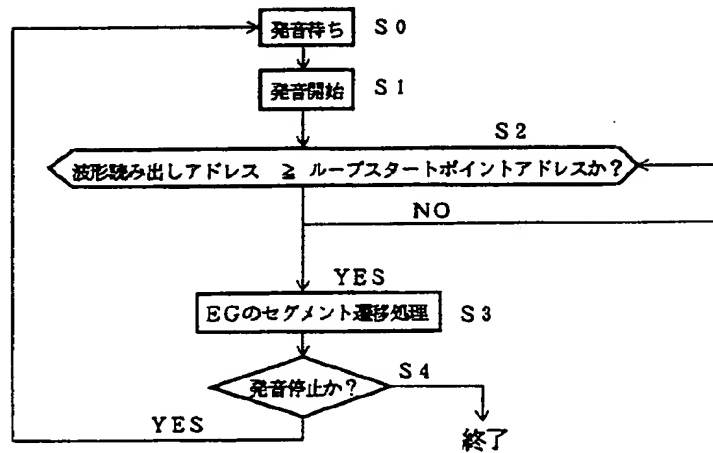 発音待ち S0
発音開始 S1
S2
波形読み出しアドレス ≧ ループスタートポイントアドレスか?
NO
YES
EGのセグメント遷移処理 S3
発音停止か? S4
YES
終了